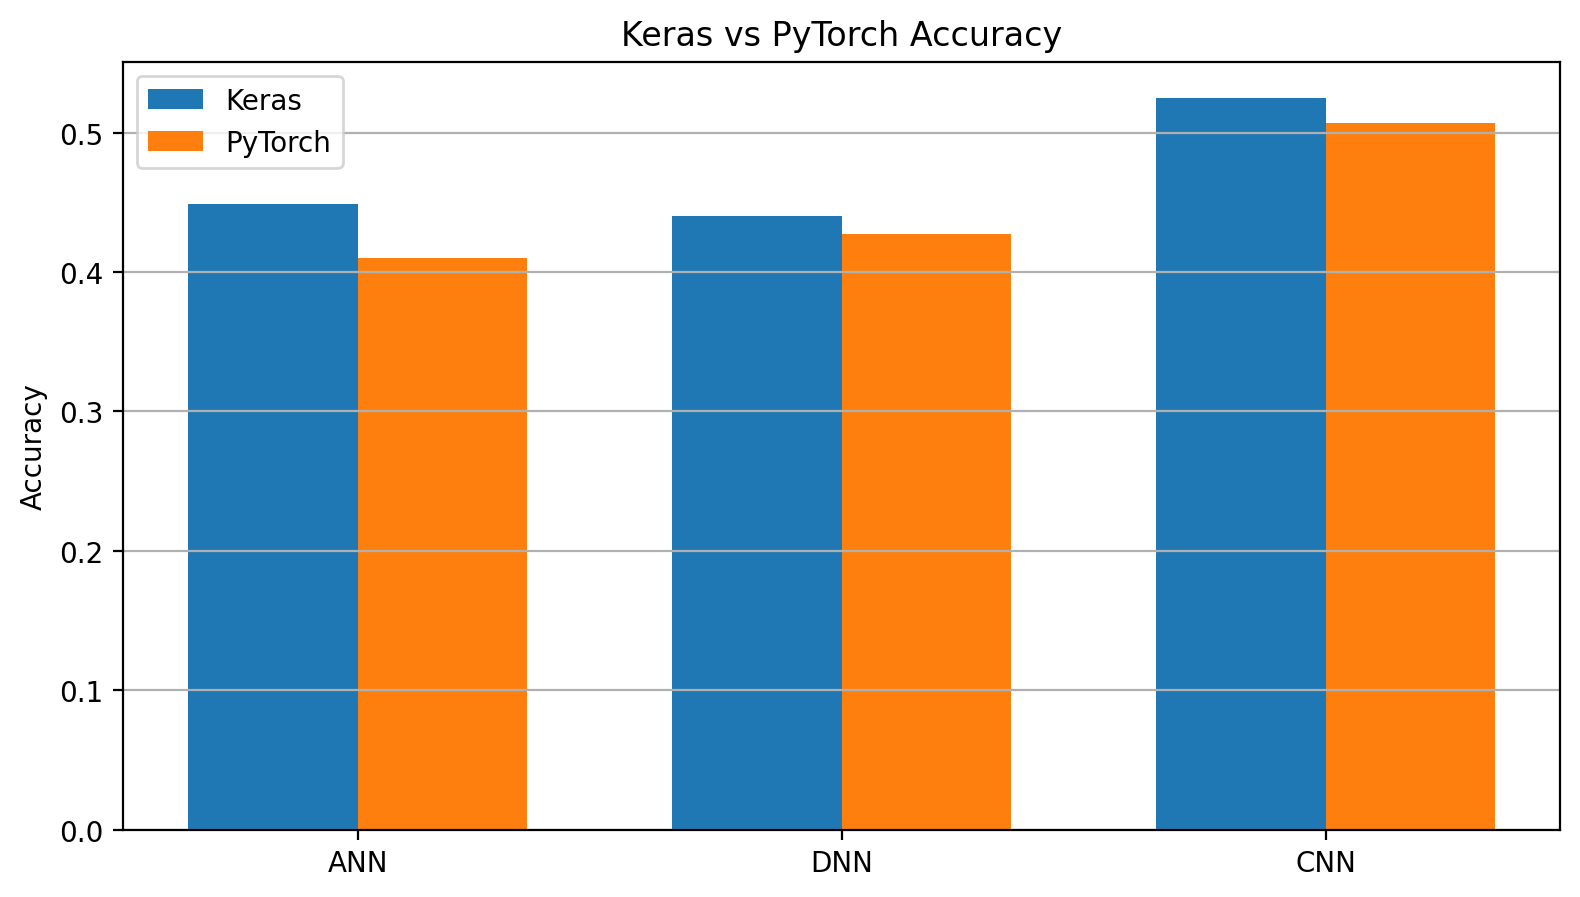 Keras vs PyTorch Accuracy
Keras
PyTorch
Accuracy
0.5
0.4
0.3
0.2
0.1
0.0
ANN DNN CNN